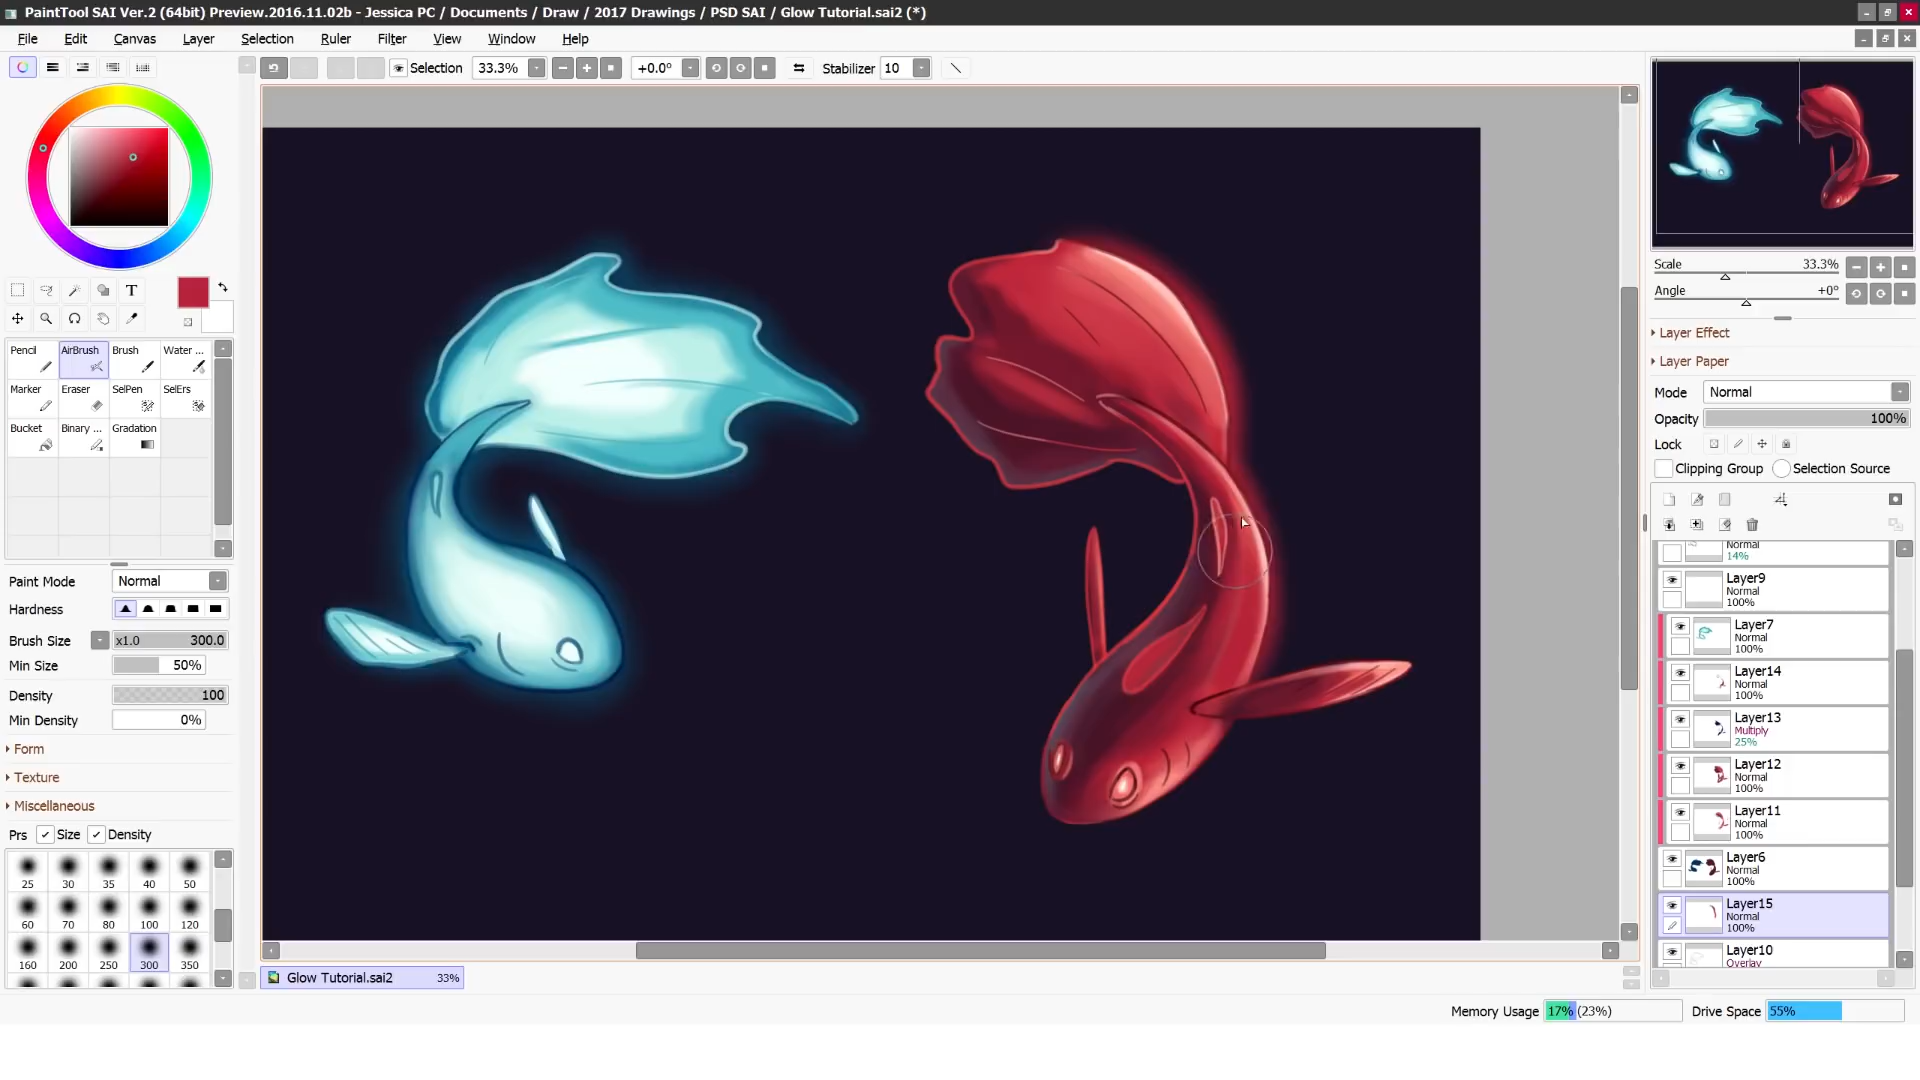 PaintTool SAI Ver.2 (64bit) Preview.2016.11.02b - Jessica PC / Documents / Draw / 2017 Drawings / PSD SAI / Glow Tutorial.sai2 (*)
File Edit Canvas Layer Selection Ruler Filter View Window Help
Selection 33.3% +0.0° Stabilizer 10
T
Pencil AirBrush Brush Water ...
Marker Eraser SelPen SelErs
Bucket Binary ... Gradation
Paint Mode Normal
Hardness
Brush Size x1.0 300.0
Min Size 50%
Density 100
Min Density 0%
Form
Texture
Miscellaneous
Prs Size Density
25 30 35 40 50
60 70 80 100 120
160 200 250 300 350
Glow Tutorial.sai2 33%
Scale 33.3%
Angle +0°
Layer Effect
Layer Paper
Mode Normal
Opacity 100%
Lock
Clipping Group Selection Source
Normal
14%
Layer9
Normal
100%
Layer7
Normal
100%
Layer14
Normal
100%
Layer13
Multiply
25%
Layer12
Normal
100%
Layer11
Normal
100%
Layer6
Normal
100%
Layer15
Normal
100%
Layer10
Overlay
Memory Usage 17% (23%) Drive Space 55%